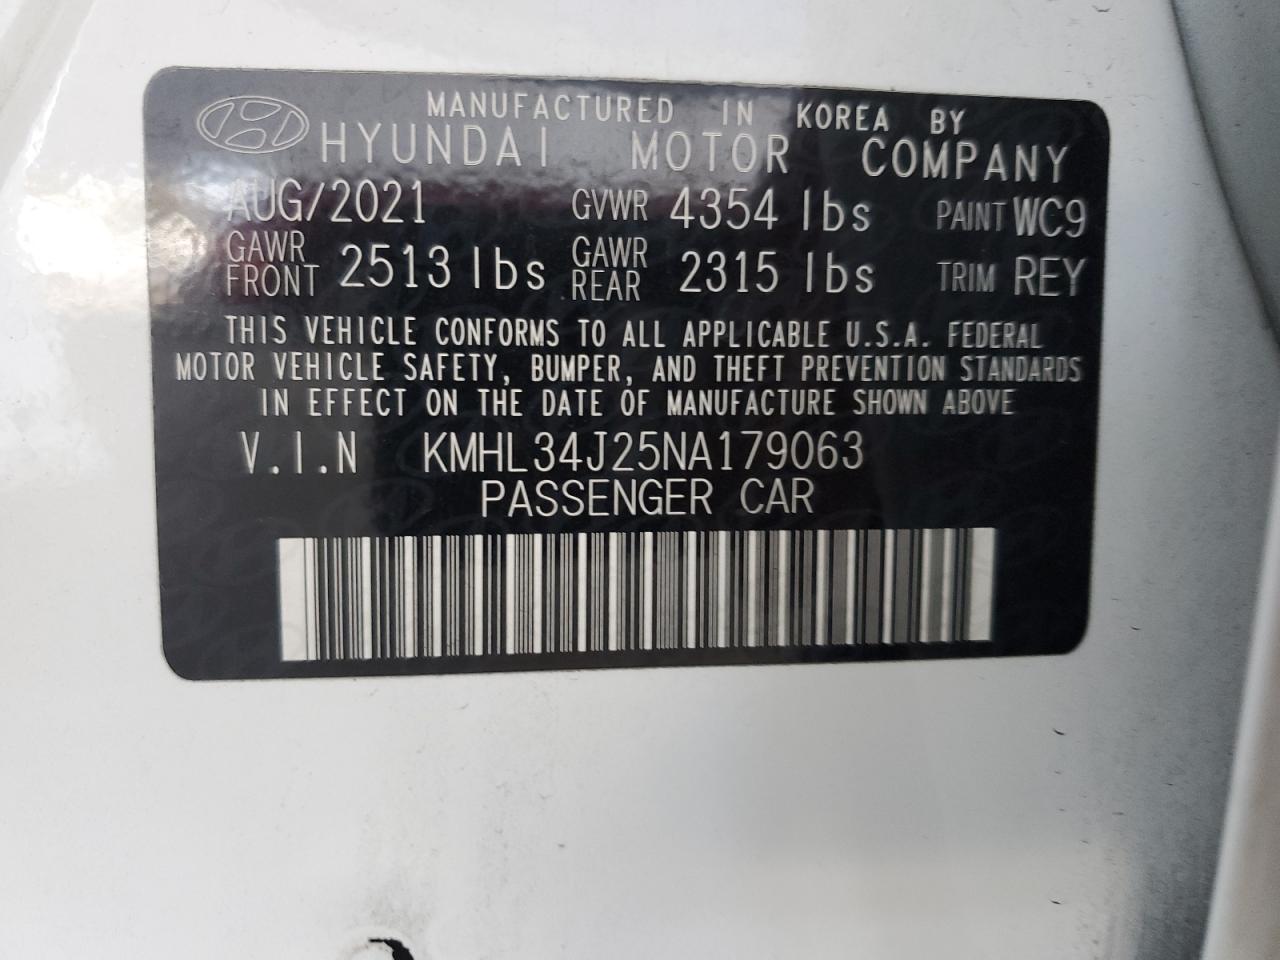 MANUFACTURED IN KOREA BY
HYUNDAI MOTOR COMPANY
AUG/2021 GVWR 4354 lbs PAINT WC9
GAWR FRONT 2513 lbs GAWR REAR 2315 lbs TRIM REY
THIS VEHICLE CONFORMS TO ALL APPLICABLE U.S.A. FEDERAL
MOTOR VEHICLE SAFETY, BUMPER, AND THEFT PREVENTION STANDARDS
IN EFFECT ON THE DATE OF MANUFACTURE SHOWN ABOVE
V.I.N KMHL34J25NA179063
PASSENGER CAR